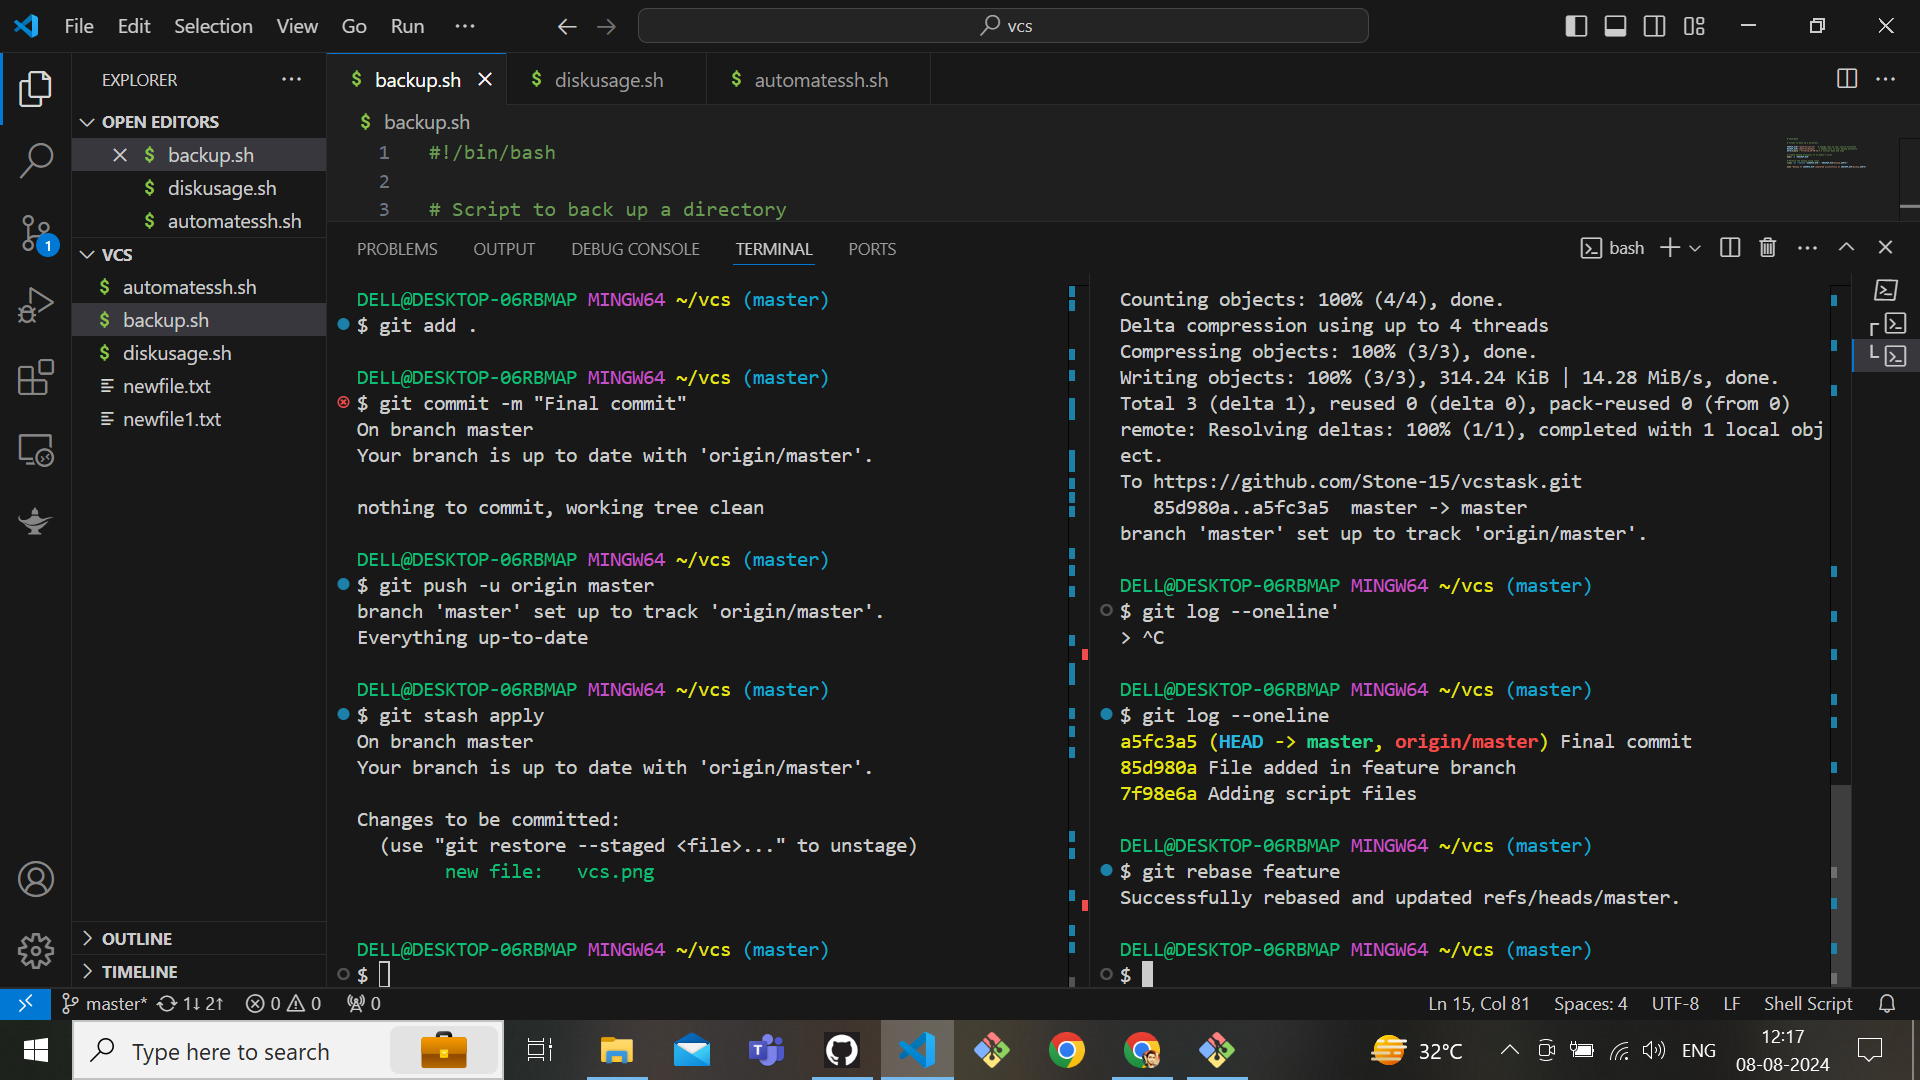 File Edit Selection View Go Run ···
vcs
EXPLORER ···
OPEN EDITORS
$ backup.sh
$ diskusage.sh
$ automatessh.sh
VCS
$ automatessh.sh
$ backup.sh
$ diskusage.sh
newfile.txt
newfile1.txt
OUTLINE
TIMELINE
1
$ backup.sh $ diskusage.sh $ automatessh.sh ···
$ backup.sh
1 #!/bin/bash
2
3 # Script to back up a directory
PROBLEMS OUTPUT DEBUG CONSOLE TERMINAL PORTS bash ···
DELL@DESKTOP-06RBMAP MINGW64 ~/vcs (master)
$ git add .
DELL@DESKTOP-06RBMAP MINGW64 ~/vcs (master)
$ git commit -m "Final commit"
On branch master
Your branch is up to date with 'origin/master'.
nothing to commit, working tree clean
DELL@DESKTOP-06RBMAP MINGW64 ~/vcs (master)
$ git push -u origin master
branch 'master' set up to track 'origin/master'.
Everything up-to-date
DELL@DESKTOP-06RBMAP MINGW64 ~/vcs (master)
$ git stash apply
On branch master
Your branch is up to date with 'origin/master'.
Changes to be committed:
(use "git restore --staged <file>..." to unstage)
new file: vcs.png
DELL@DESKTOP-06RBMAP MINGW64 ~/vcs (master)
$
Counting objects: 100% (4/4), done.
Delta compression using up to 4 threads
Compressing objects: 100% (3/3), done.
Writing objects: 100% (3/3), 314.24 KiB | 14.28 MiB/s, done.
Total 3 (delta 1), reused 0 (delta 0), pack-reused 0 (from 0)
remote: Resolving deltas: 100% (1/1), completed with 1 local obj
ect.
To https://github.com/Stone-15/vcstask.git
85d980a..a5fc3a5 master -> master
branch 'master' set up to track 'origin/master'.
DELL@DESKTOP-06RBMAP MINGW64 ~/vcs (master)
$ git log --oneline'
> ^C
DELL@DESKTOP-06RBMAP MINGW64 ~/vcs (master)
$ git log --oneline
a5fc3a5 (HEAD -> master, origin/master) Final commit
85d980a File added in feature branch
7f98e6a Adding script files
DELL@DESKTOP-06RBMAP MINGW64 ~/vcs (master)
$ git rebase feature
Successfully rebased and updated refs/heads/master.
DELL@DESKTOP-06RBMAP MINGW64 ~/vcs (master)
$
master* 1↓ 2↑ 0 0 0 Ln 15, Col 81 Spaces: 4 UTF-8 LF Shell Script
Type here to search 32°C ENG 12:17
08-08-2024